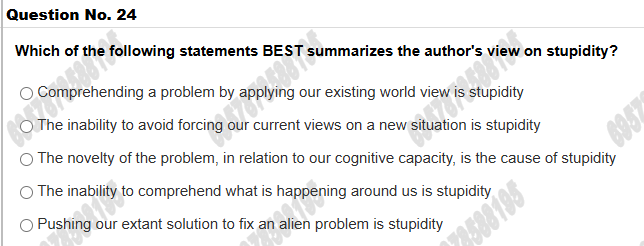 Question No. 24
Which of the following statements BEST summarizes the author's view on stupidity?
Comprehending a problem by applying our existing world view is stupidity
The inability to avoid forcing our current views on a new situation is stupidity
The novelty of the problem, in relation to our cognitive capacity, is the cause of stupidity
The inability to comprehend what is happening around us is stupidity
Pushing our extant solution to fix an alien problem is stupidity